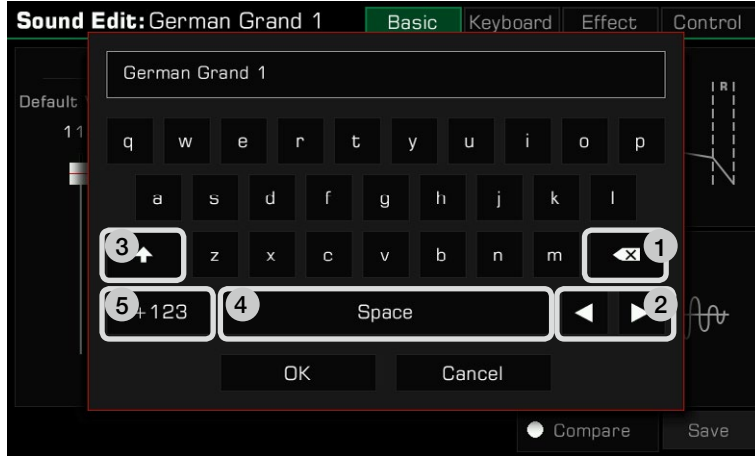 Sound Edit: German Grand 1 Basic Keyboard Effect Control
German Grand 1
Default
11
R
q w e r t y u i o p
a s d f g h j k l
3 z x c v b n m 1
5 +123 4 Space 2
OK Cancel
Compare Save